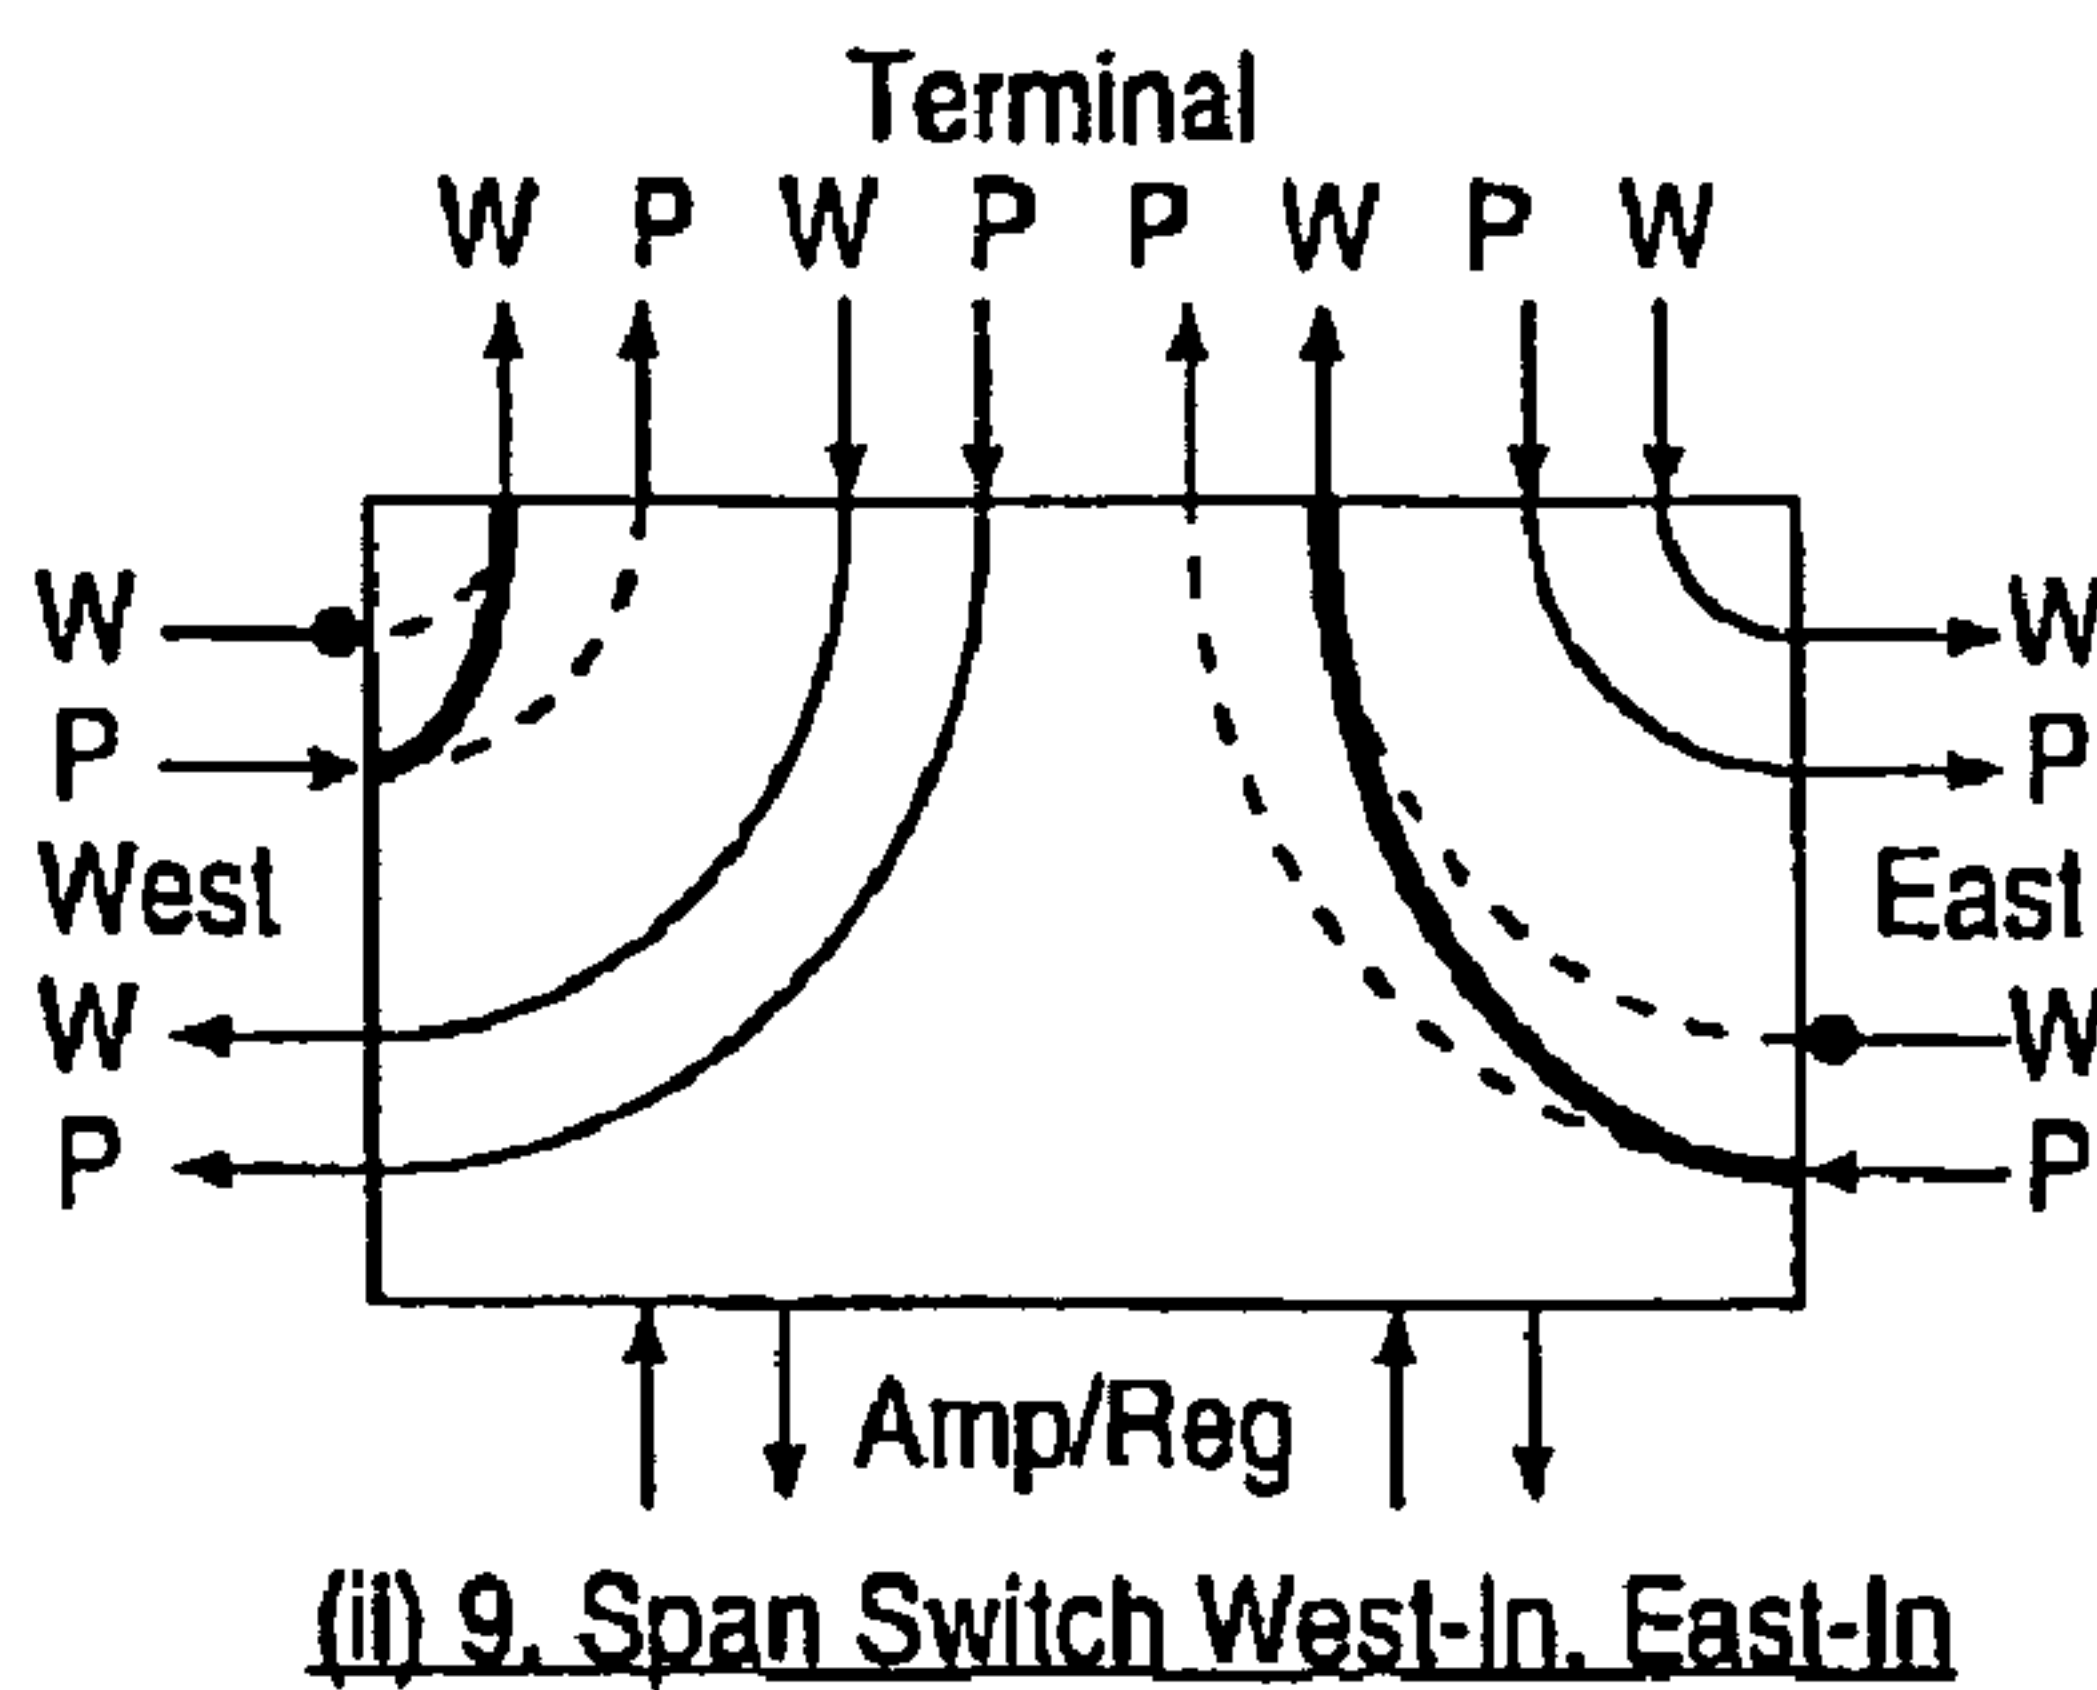 Terminal
W P W P P W P W
W W
P P
West East
W W
P P
Amp/Reg
(ii) 9. Span Switch West-In, East-In